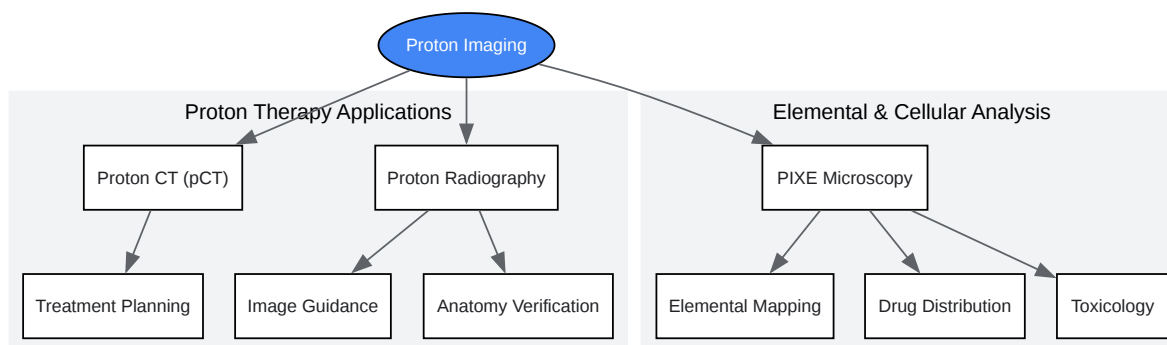 Proton Imaging
Proton Therapy Applications
Elemental & Cellular Analysis
Proton CT (pCT)
Proton Radiography
PIXE Microscopy
Treatment Planning
Image Guidance
Anatomy Verification
Elemental Mapping
Drug Distribution
Toxicology